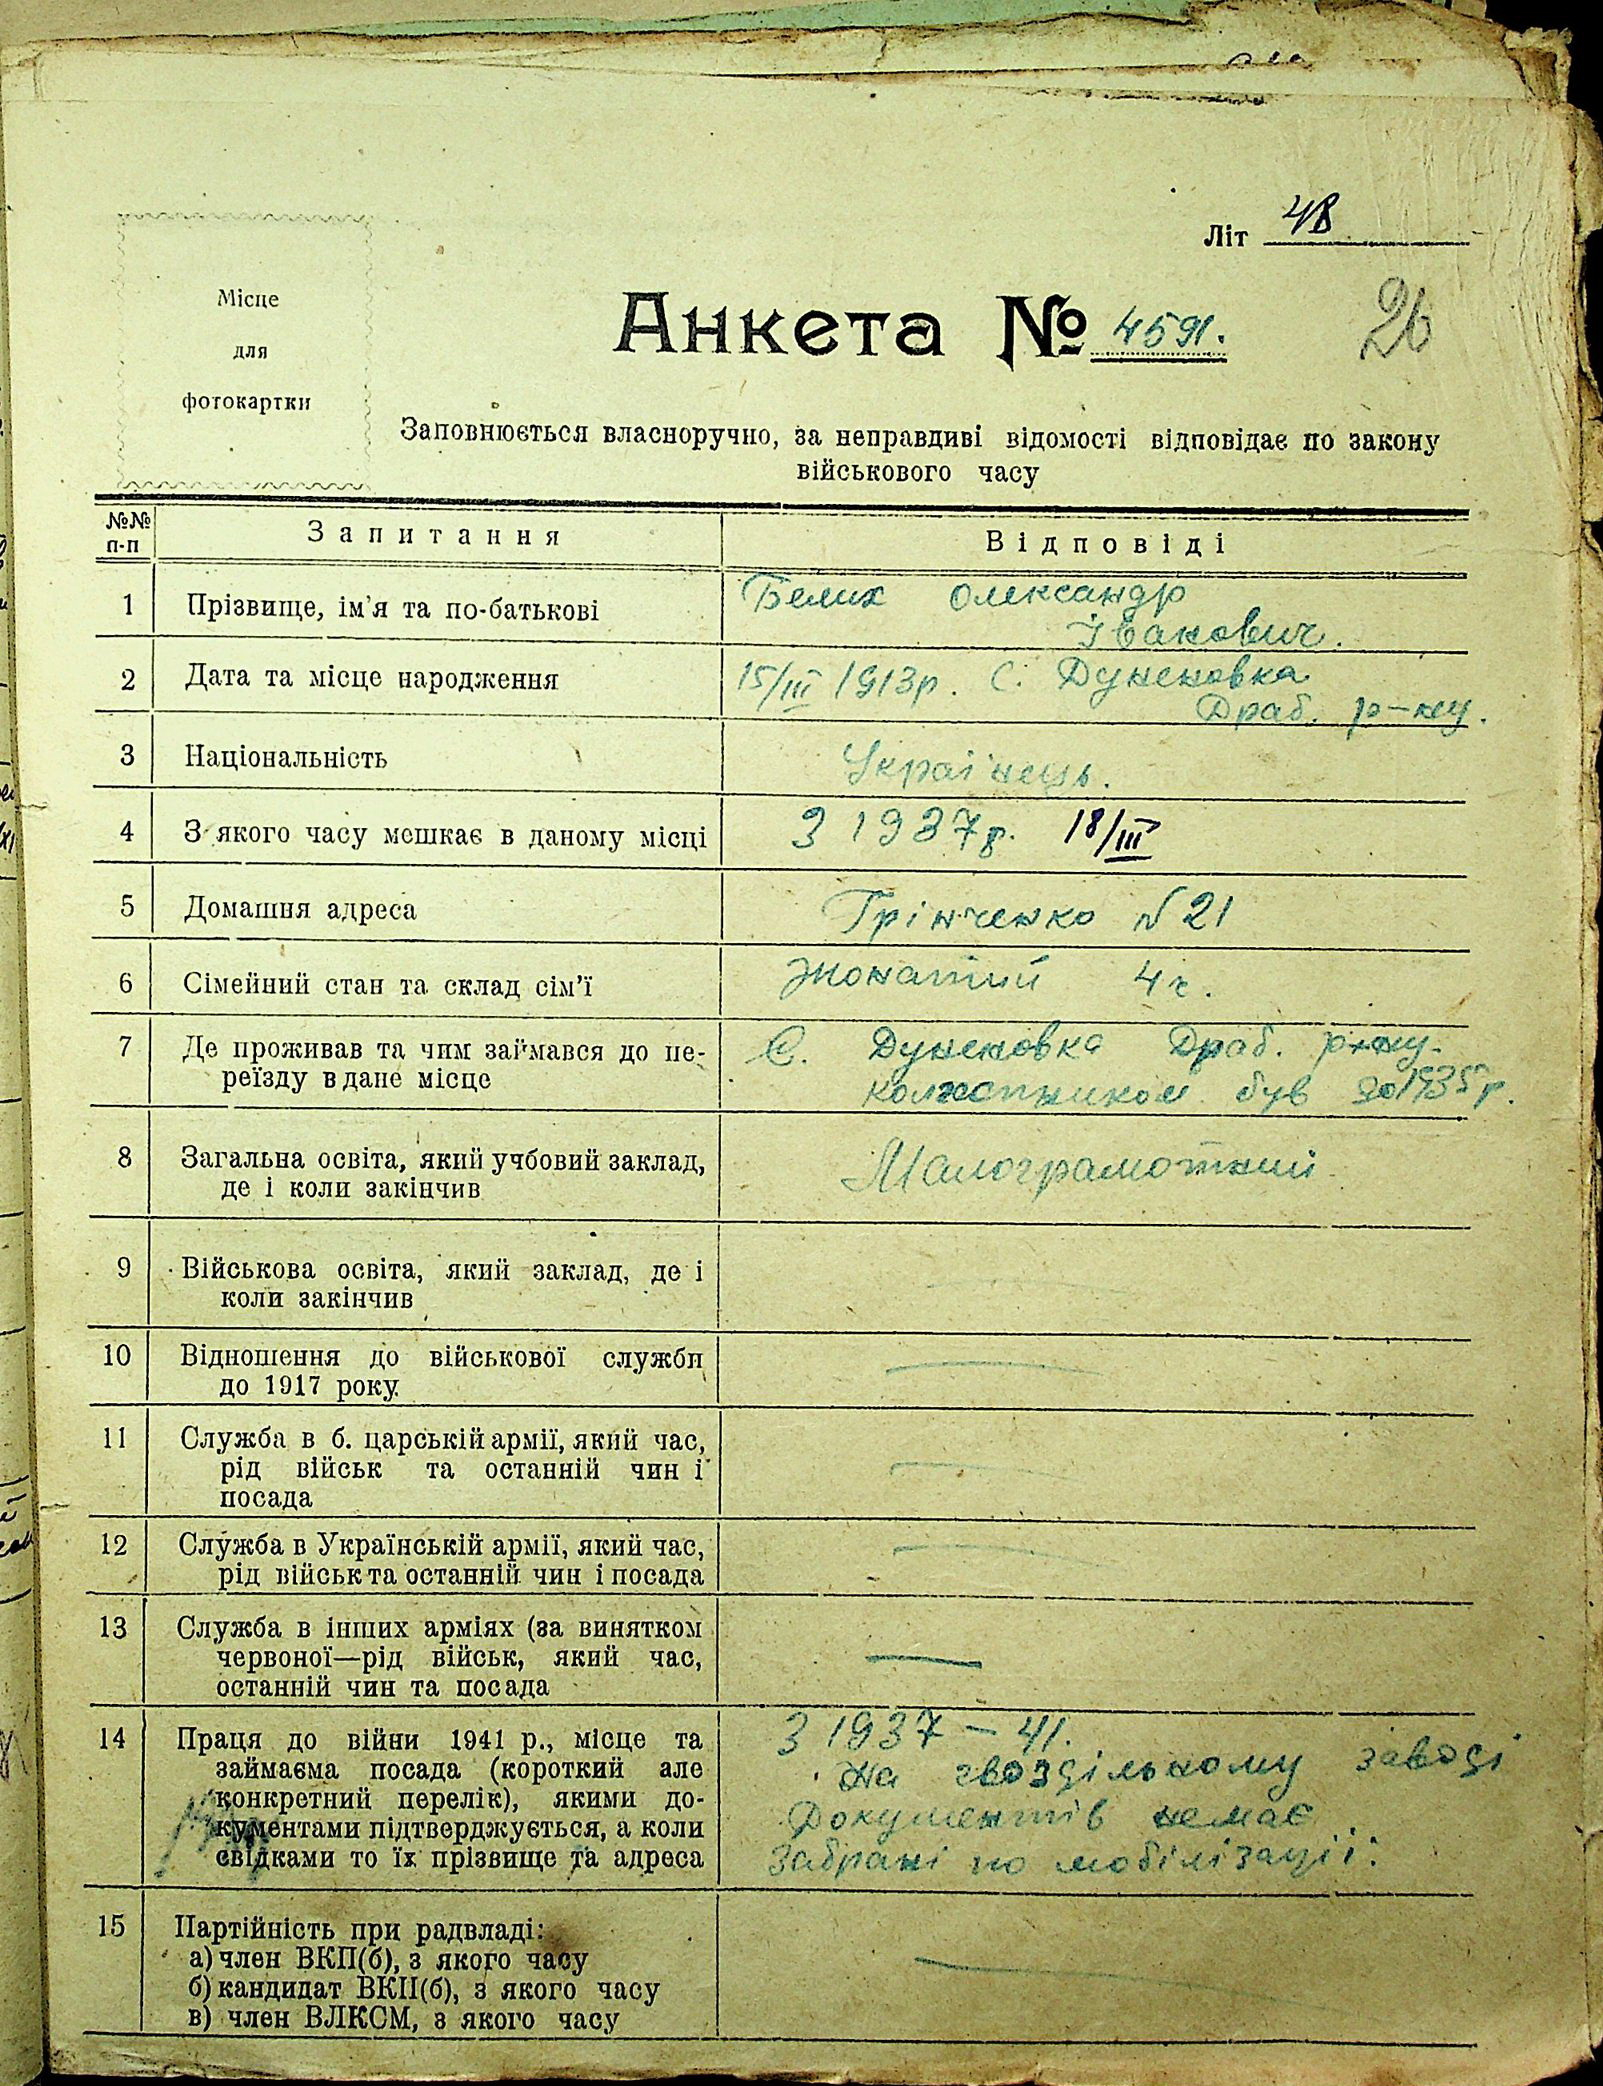 Літ 48
Місце
для
фотокартки
Анкета № 4591.
26
Заповнюється власноручно, за неправдиві відомості відповідає по закону
військового часу
№№ п-п Запитання Відповіді
1 Прізвище, ім'я та по-батькові Белих Олександр
Іванович.
2 Дата та місце народження 15/III 1913р. с. Дуненовка
Драб. р-ну.
3 Національність Українець.
4 З якого часу мешкає в даному місці З 1937р. 18/III
5 Домашня адреса Грінченко N 21
6 Сімейний стан та склад сім'ї Жонатий 4 ч.
7 Де проживав та чим займався до пе-
реїзду в дане місце
С. Дуненовка Драб. р-ну.
колхозником був до 1935 р.
8 Загальна освіта, який учбовий заклад,
де і коли закінчив
Малограмотний
9 Військова освіта, який заклад, де і
коли закінчив
10 Відношення до військової служби
до 1917 року.
11 Служба в б. царській армії, який час,
рід військ та останній чин і
посада
12 Служба в Українській армії, який час,
рід військ та останній чин і посада
13 Служба в інших арміях (за винятком
червоної—рід військ, який час,
останній чин та посада
14 Праця до війни 1941 р., місце та
займаєма посада (короткий але
конкретний перелік), якими до-
кументами підтверджується, а коли
свідками то їх прізвище та адреса
З 1937 – 41.
На гвоздільному заводі
Документів немає
Забрані по мобілізації.
15 Партійність при радвладі:
а) член ВКП(б), з якого часу
б) кандидат ВКП(б), з якого часу
в) член ВЛКСМ, з якого часу